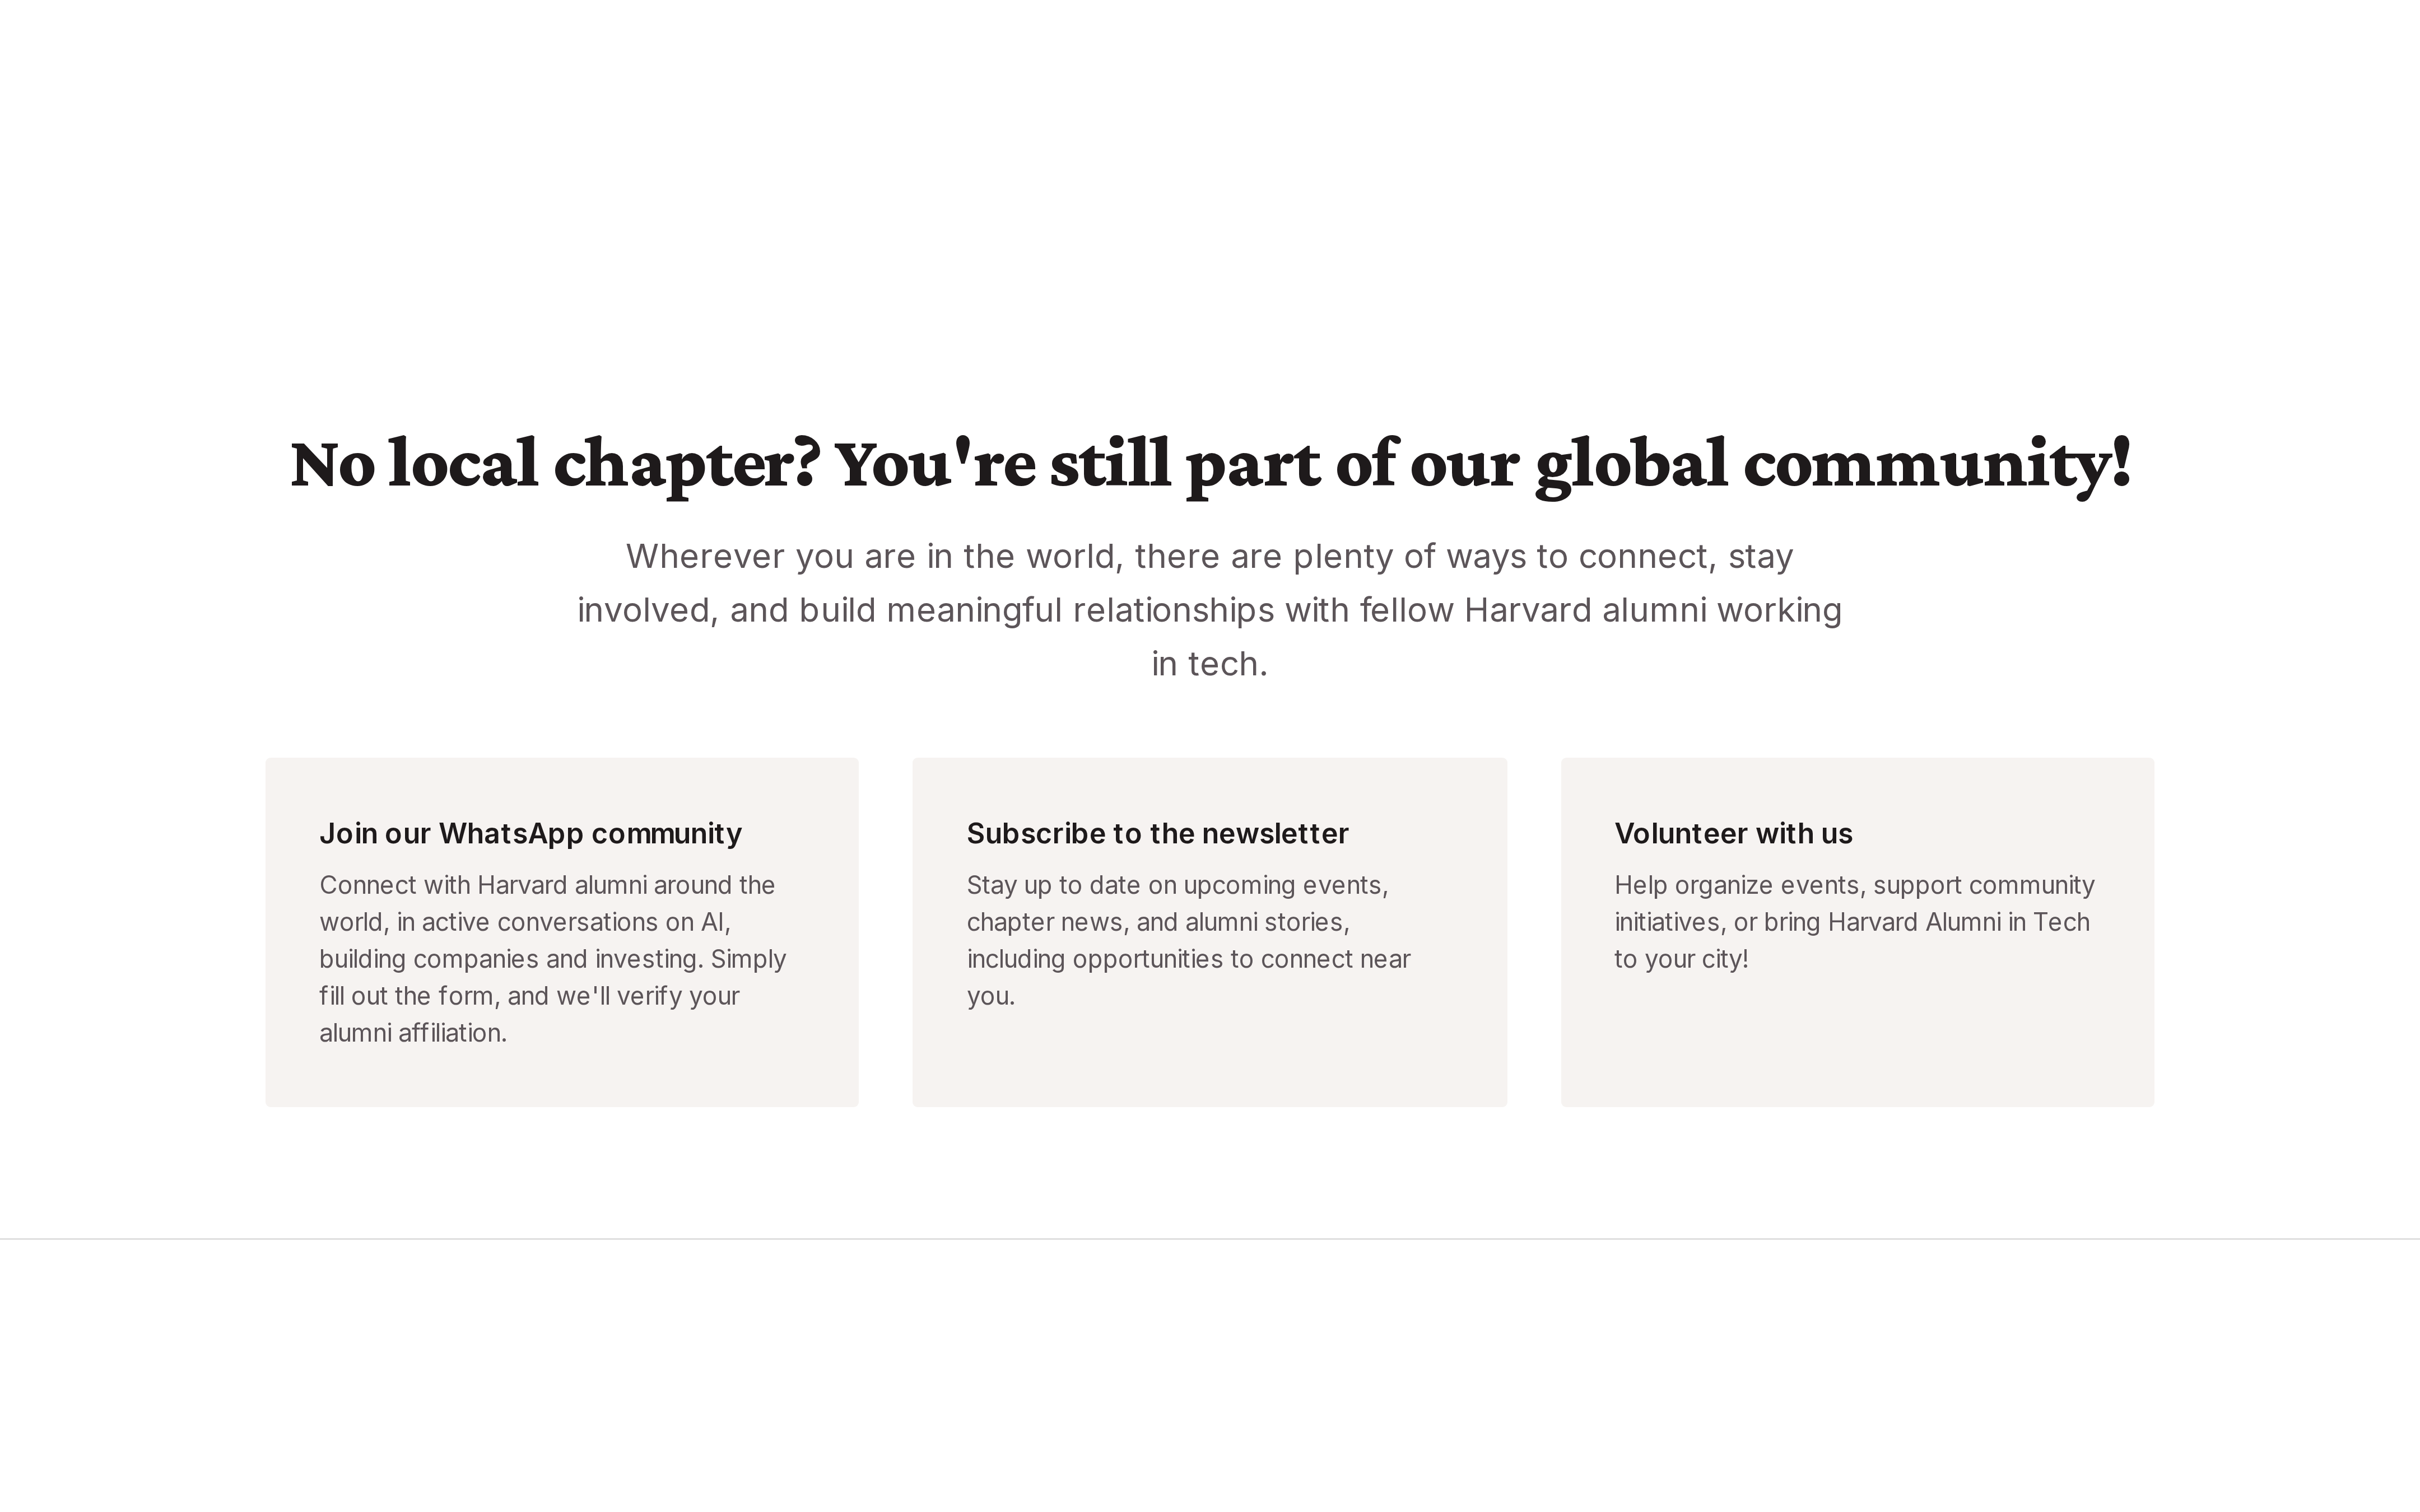 No local chapter? You're still part of our global community!
Wherever you are in the world, there are plenty of ways to connect, stay
involved, and build meaningful relationships with fellow Harvard alumni working
in tech.
Join our WhatsApp community
Connect with Harvard alumni around the
world, in active conversations on AI,
building companies and investing. Simply
fill out the form, and we'll verify your
alumni affiliation.
Subscribe to the newsletter
Stay up to date on upcoming events,
chapter news, and alumni stories,
including opportunities to connect near
you.
Volunteer with us
Help organize events, support community
initiatives, or bring Harvard Alumni in Tech
to your city!